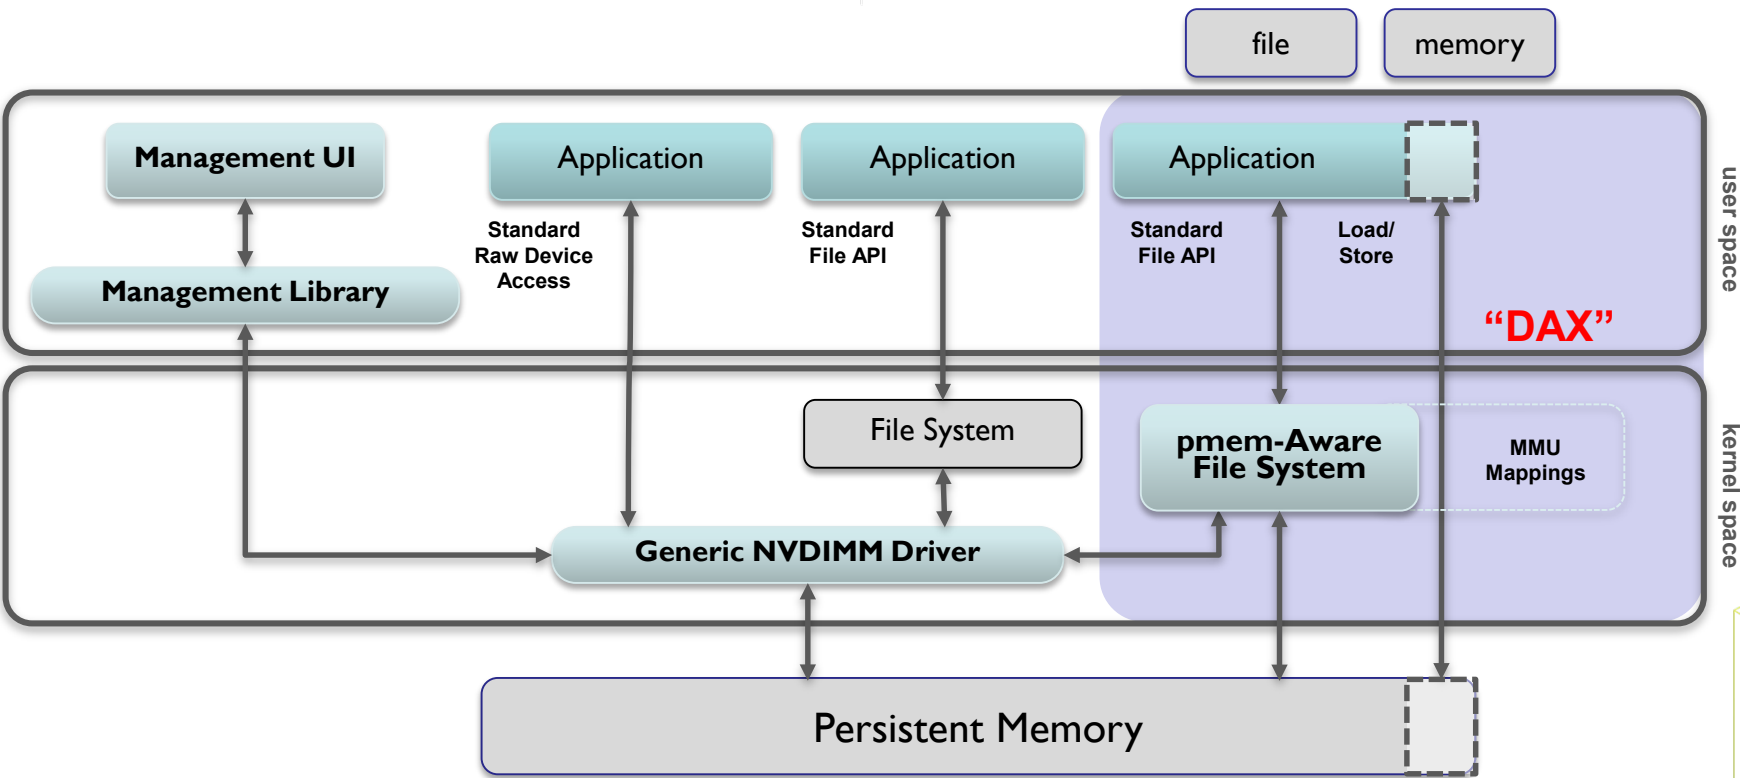 file
memory
Management UI
Application
Application
Application
Standard
Raw Device
Access
Standard
File API
Standard
File API
Load/
Store
user space
Management Library
“DAX”
File System
pmem-Aware
File System
MMU
Mappings
kernel space
Generic NVDIMM Driver
Persistent Memory